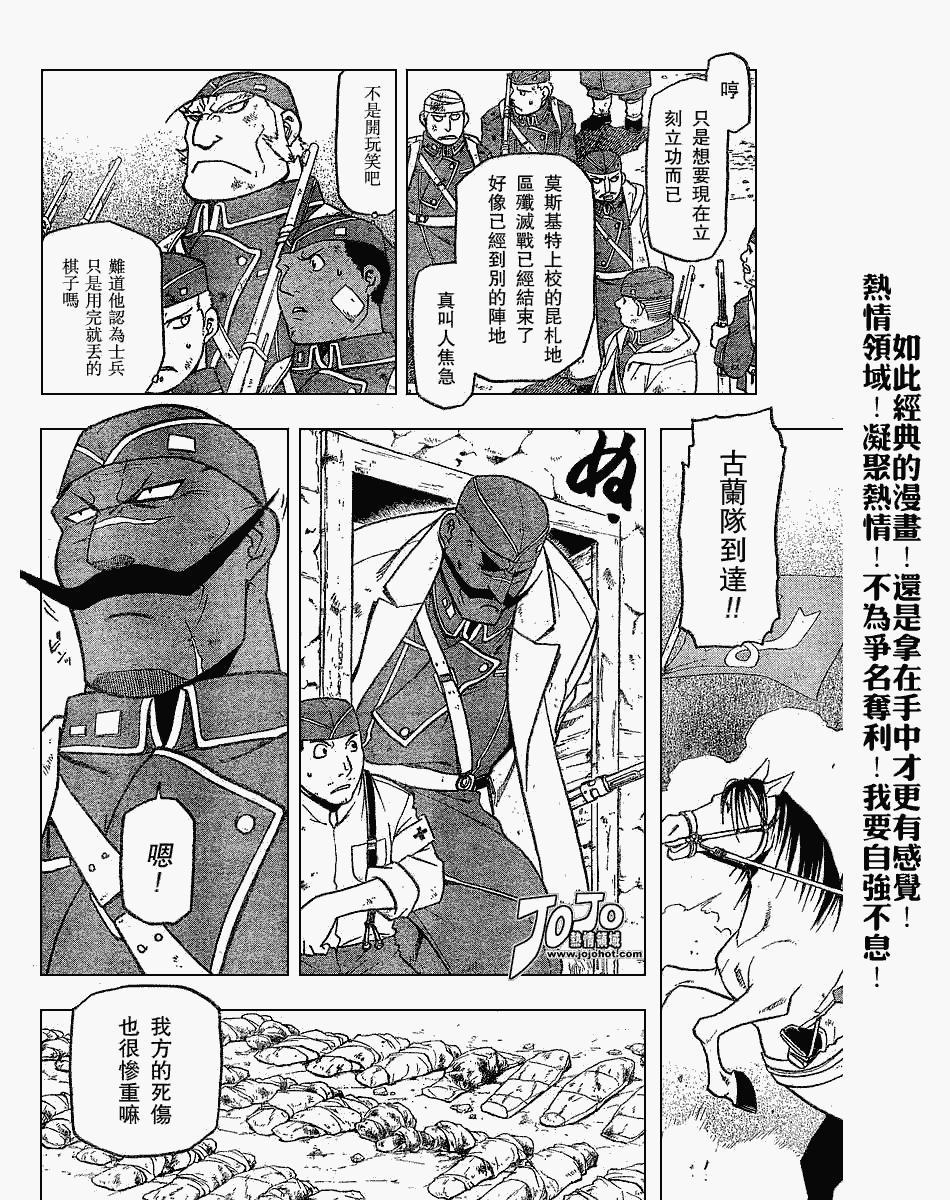 哼
只是想要現在立
刻立功而已
莫斯基特上校的昆札地
區殲滅戰已經結束了
好像已經到別的陣地
真叫人焦急
不是開玩笑吧
難道他認為士兵
只是用完就丟的
棋子嗎
古蘭隊到達!!
ぬ
ビンッ
嗯!
我方的死傷
也很慘重嘛
如此經典的漫畫!還是拿在手中才更有感覺!
熱情領域!凝聚熱情!不為爭名奪利!我要自強不息!
JOJO
熱情領域
www.jojohot.com